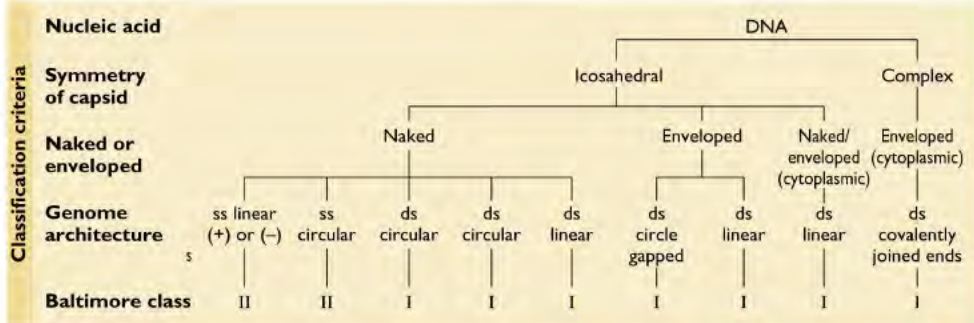 Classification criteria
Nucleic acid
DNA
Symmetry
of capsid
Icosahedral
Complex
Naked or
enveloped
Naked
Enveloped
Naked/
enveloped
(cytoplasmic)
Enveloped
(cytoplasmic)
Genome
architecture
s
ss linear
(+) or (–)
ss
circular
ds
circular
ds
circular
ds
linear
ds
circle
gapped
ds
linear
ds
linear
ds
covalently
joined ends
Baltimore class
II
II
I
I
I
I
I
I
I